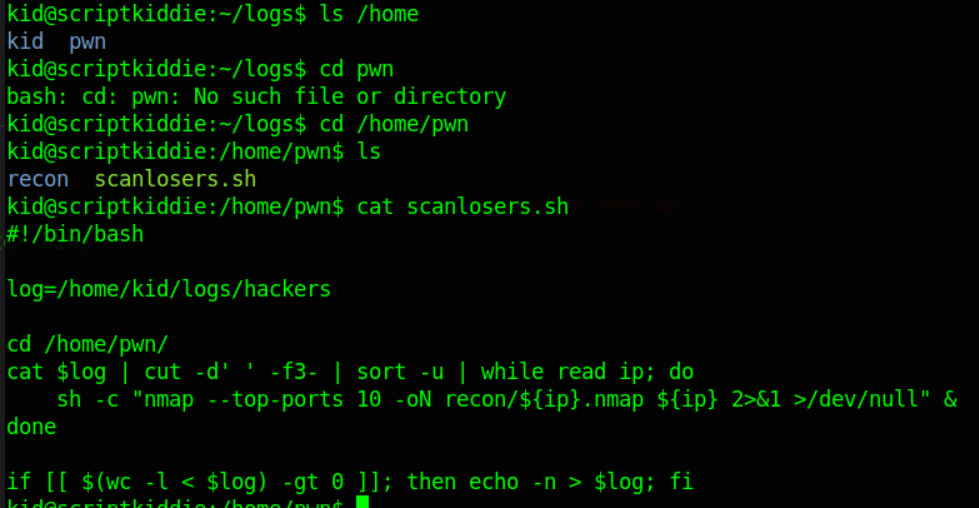 kid@scriptkiddie:~/logs$ ls /home
kid  pwn
kid@scriptkiddie:~/logs$ cd pwn
bash: cd: pwn: No such file or directory
kid@scriptkiddie:~/logs$ cd /home/pwn
kid@scriptkiddie:/home/pwn$ ls
recon  scanlosers.sh
kid@scriptkiddie:/home/pwn$ cat scanlosers.sh
#!/bin/bash
log=/home/kid/logs/hackers
cd /home/pwn/
cat $log | cut -d' ' -f3- | sort -u | while read ip; do
    sh -c "nmap --top-ports 10 -oN recon/${ip}.nmap ${ip} 2>&1 >/dev/null" &
done
if [[ $(wc -l < $log) -gt 0 ]]; then echo -n > $log; fi
kid@scriptkiddie:/home/pwn$